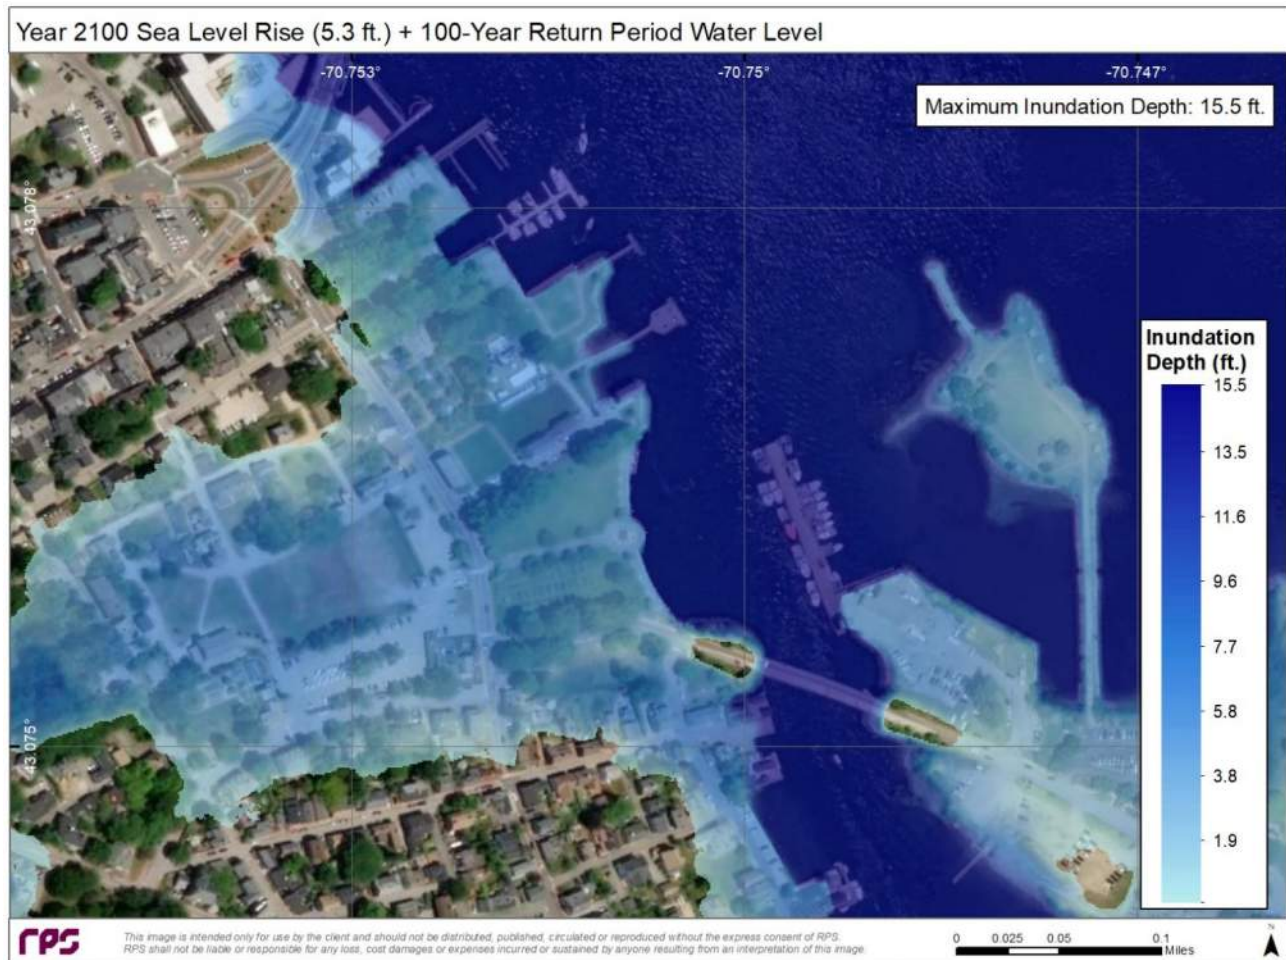 Year 2100 Sea Level Rise (5.3 ft.) + 100-Year Return Period Water Level
-70.753°
-70.75°
-70.747°
Maximum Inundation Depth: 15.5 ft.
43.078°
Inundation
Depth (ft.)
15.5
13.5
11.6
9.6
7.7
5.8
3.8
1.9
43.075°
rps
This image is intended only for use by the client and should not be distributed, published, circulated or reproduced without the express consent of RPS.
RPS shall not be liable or responsible for any loss, cost damages or expenses incurred or sustained by anyone resulting from an interpretation of this image.
0 0.025 0.05 0.1
Miles
N